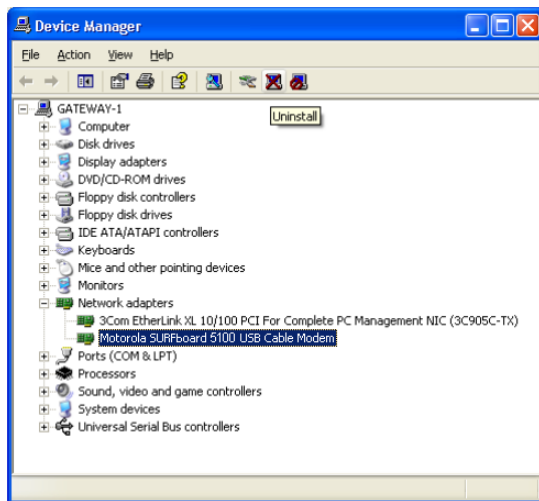 Device Manager
File Action View Help
Uninstall
GATEWAY-1
Computer
Disk drives
Display adapters
DVD/CD-ROM drives
Floppy disk controllers
Floppy disk drives
IDE ATA/ATAPI controllers
Keyboards
Mice and other pointing devices
Monitors
Network adapters
3Com EtherLink XL 10/100 PCI For Complete PC Management NIC (3C905C-TX)
Motorola SURFboard 5100 USB Cable Modem
Ports (COM & LPT)
Processors
Sound, video and game controllers
System devices
Universal Serial Bus controllers